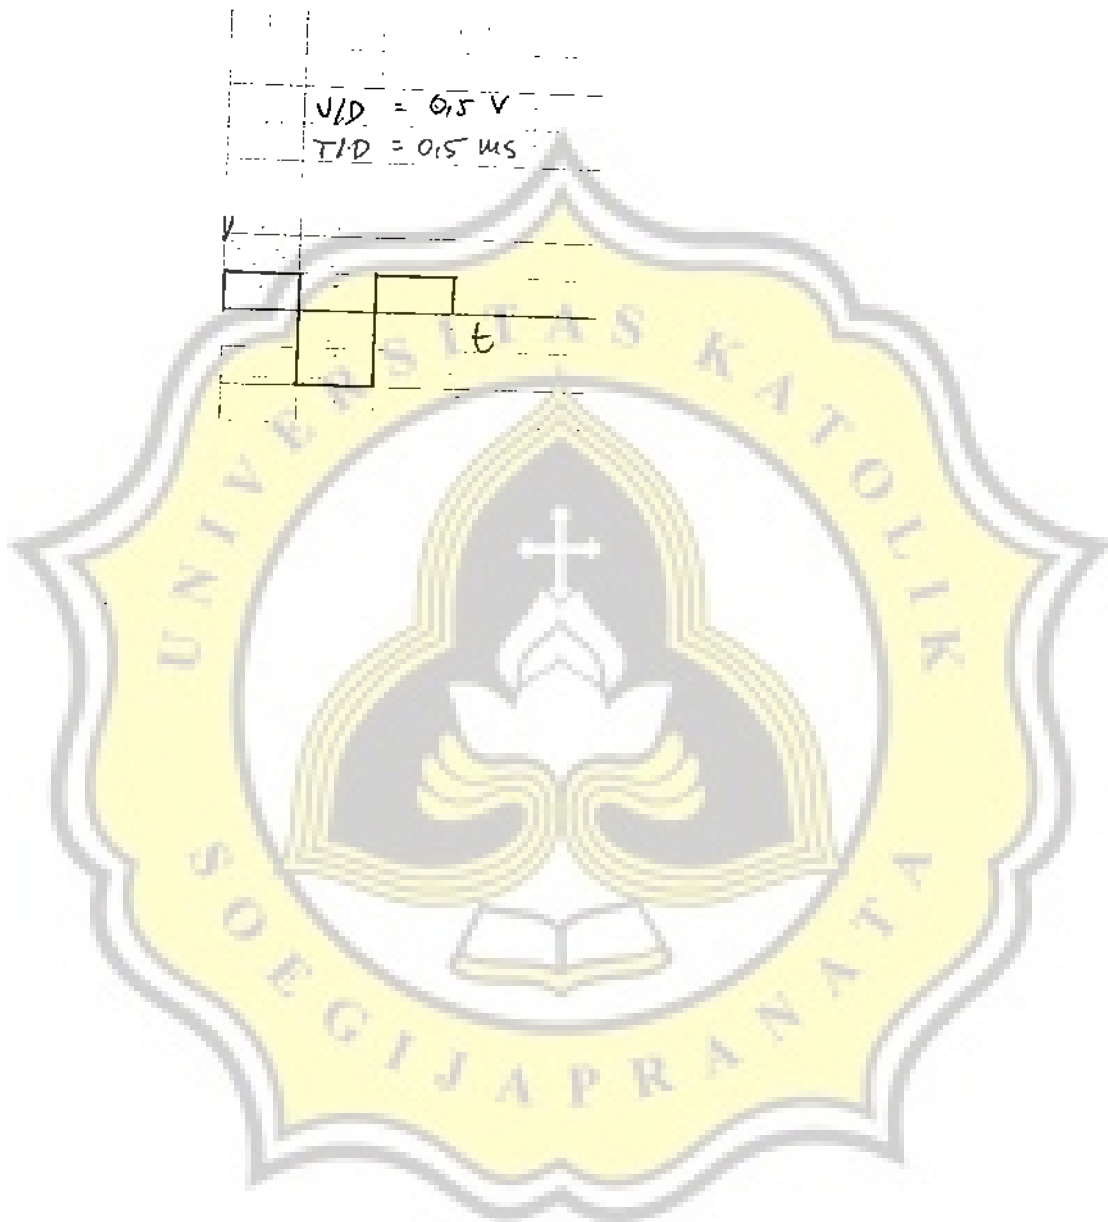 V/D = 0,5 V
T/D = 0,5 ms
V
t
UNIVERSITAS KATOLIK
SOEGIJAPRANATA